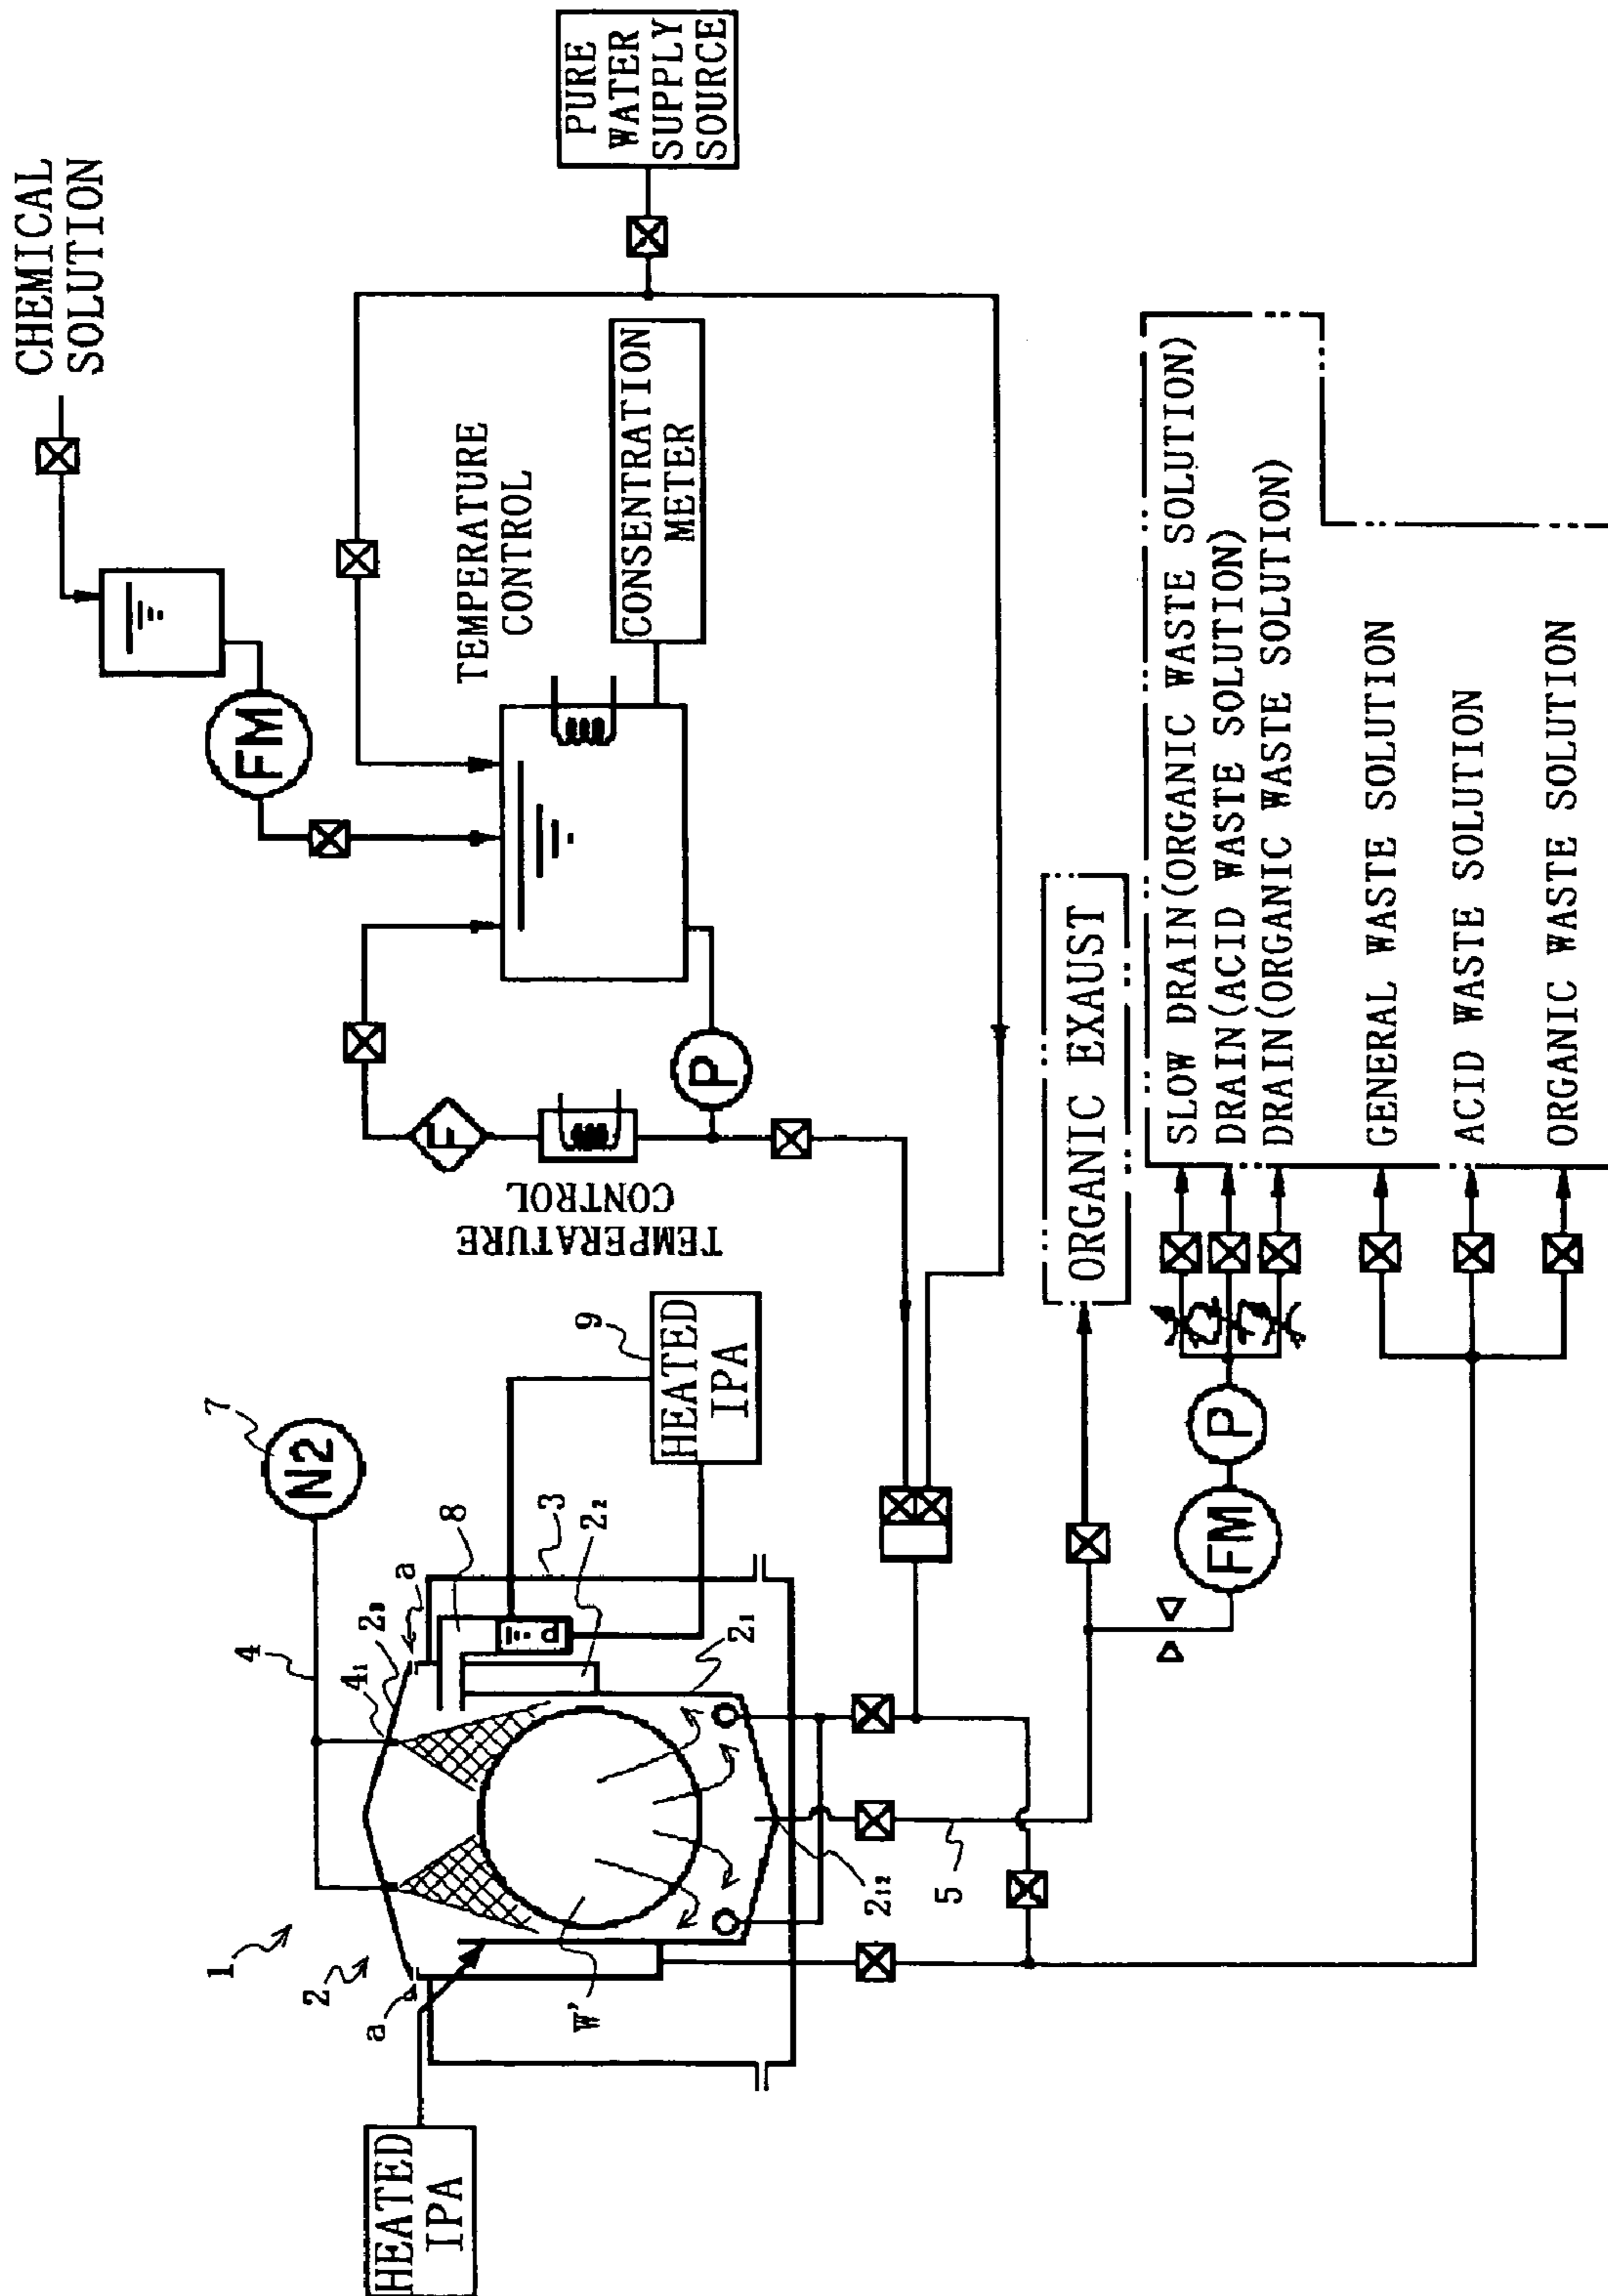 CHEMICAL
SOLUTION
PURE
WATER
SUPPLY
SOURCE
FM
TEMPERATURE
CONTROL
CONSENTRATION
METER
F
P
TEMPERATURE
CONTROL
N2
7
HEATED
IPA
9
HEATED
IPA
1
2
4
4₁
2₃
a
a
8
3
2₂
2₁
W'
2₁₂
5
ORGANIC EXHAUST
FM
P
SLOW DRAIN(ORGANIC WASTE SOLUTION)
DRAIN(ACID WASTE SOLUTION)
DRAIN(ORGANIC WASTE SOLUTION)
GENERAL WASTE SOLUTION
ACID WASTE SOLUTION
ORGANIC WASTE SOLUTION